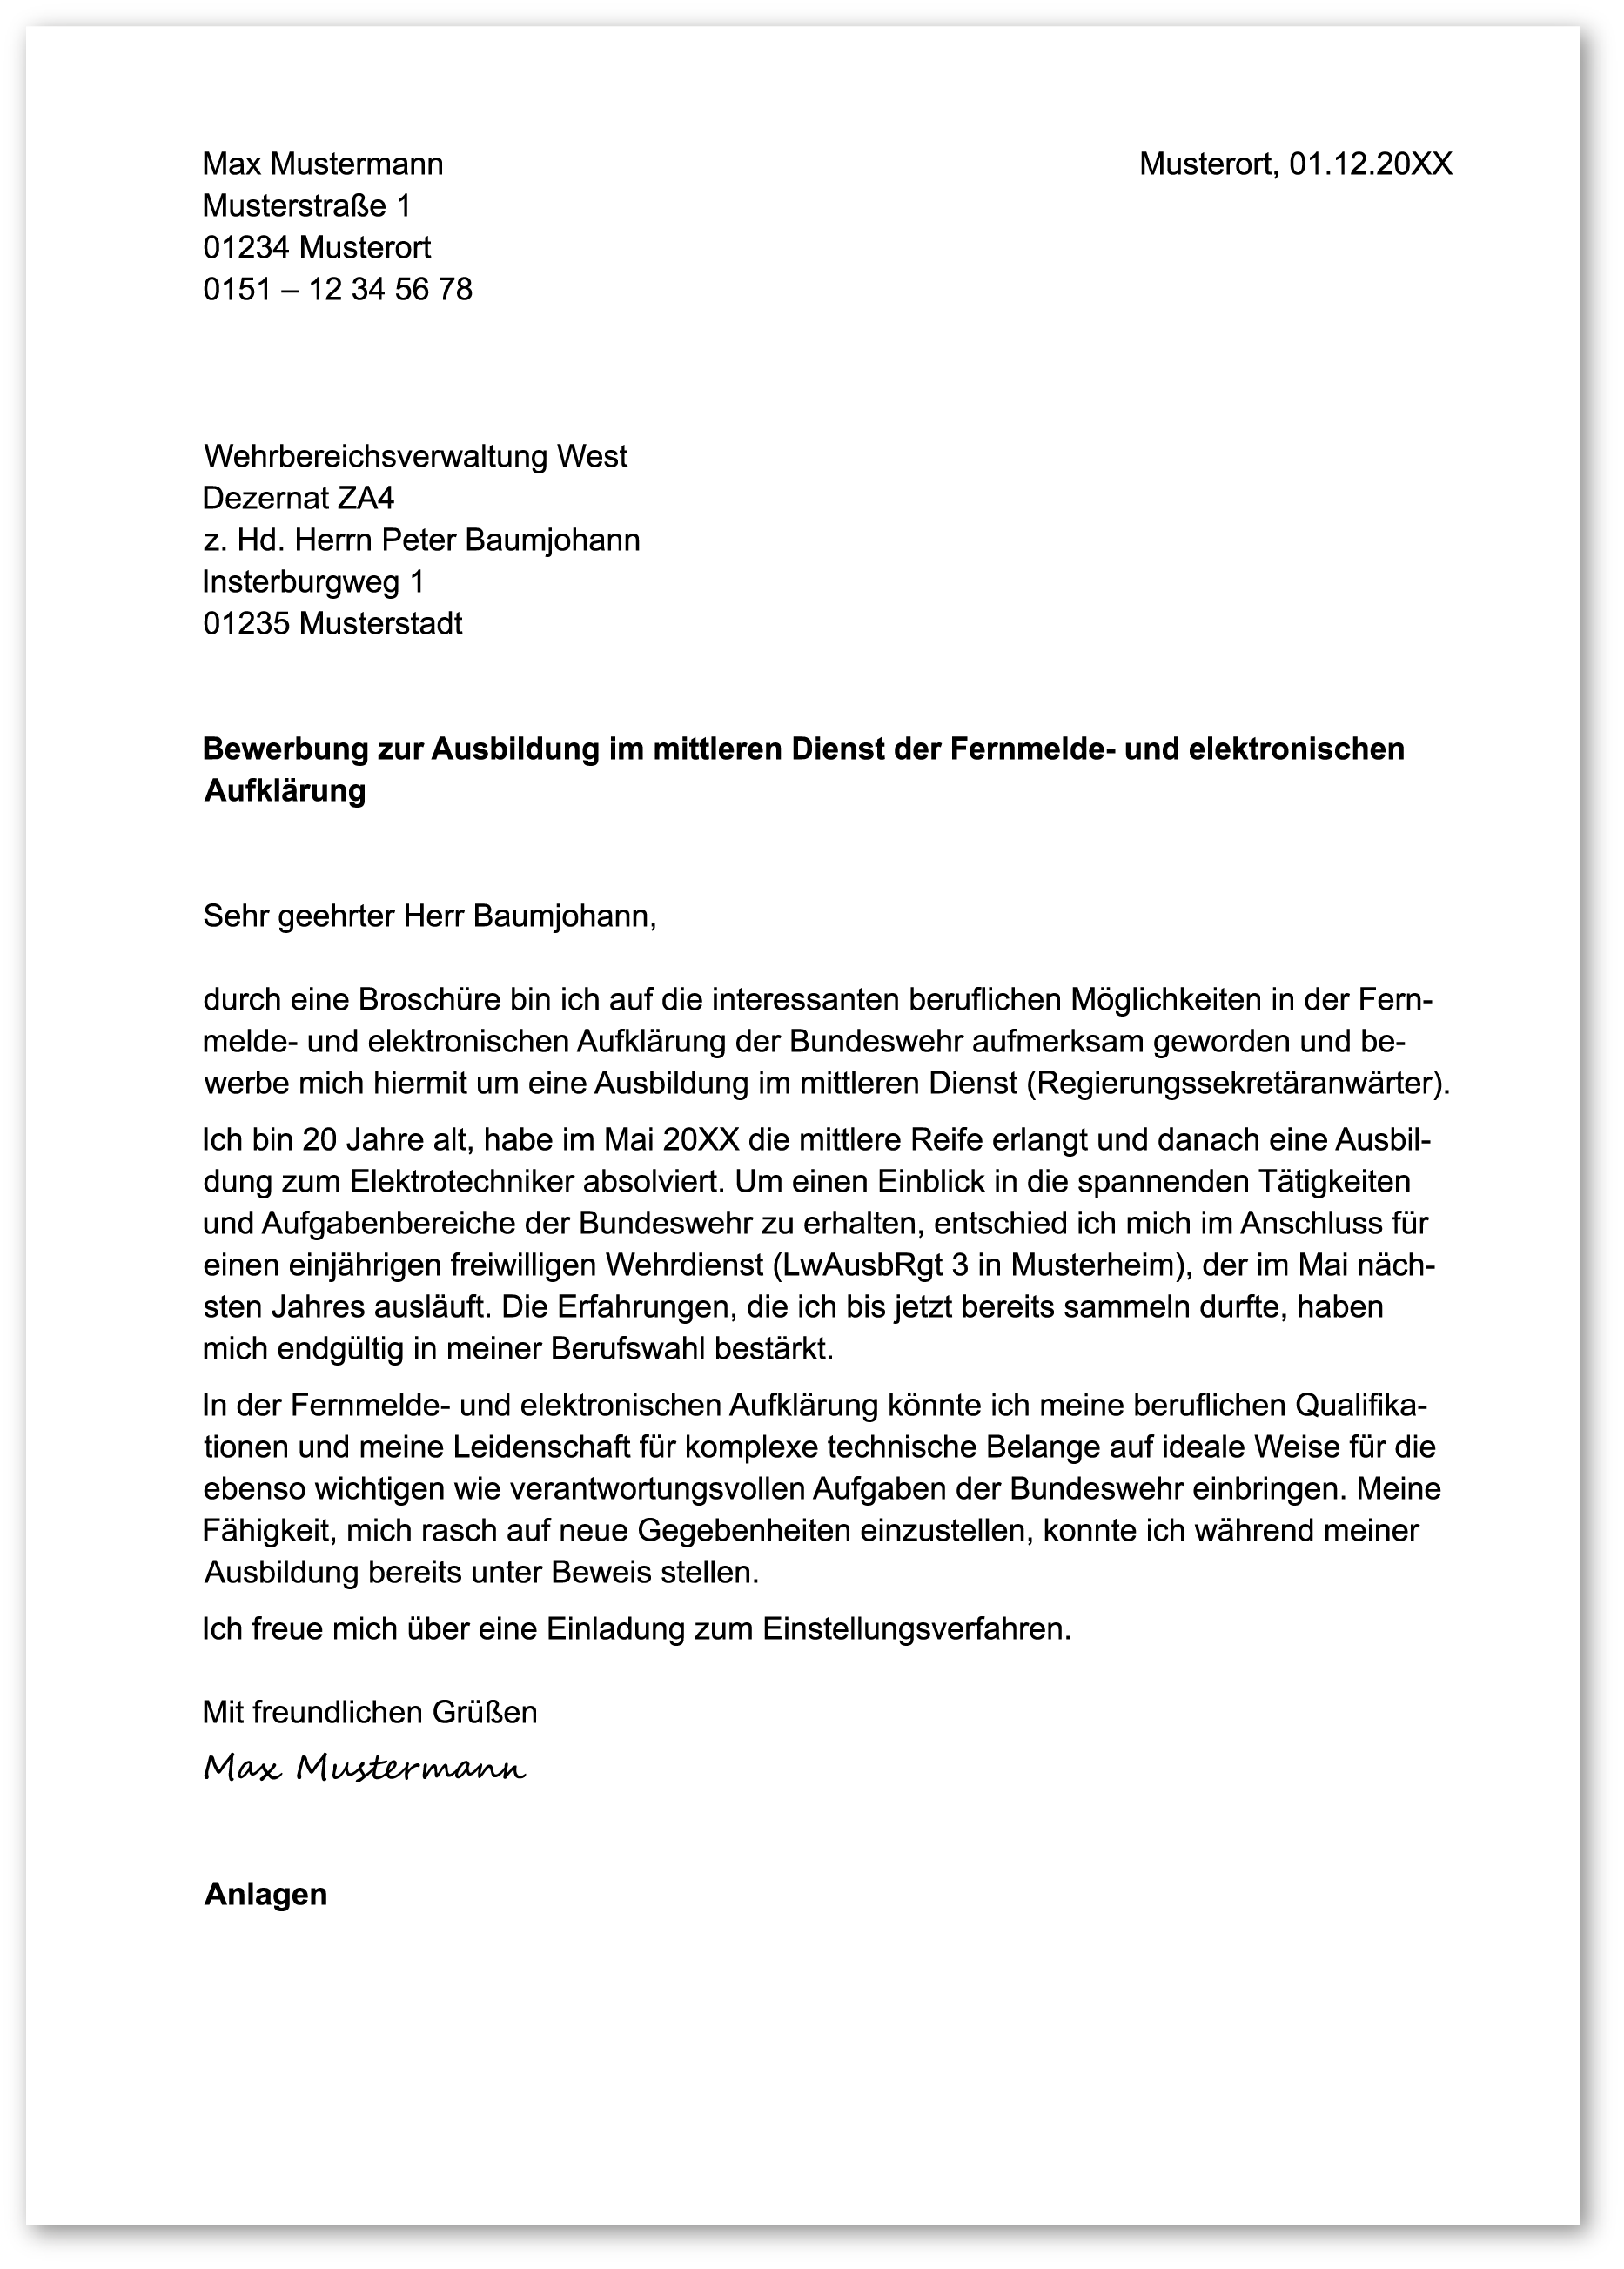 Max Mustermann Musterort, 01.12.20XX
Musterstraße 1
01234 Musterort
0151 – 12 34 56 78
Wehrbereichsverwaltung West
Dezernat ZA4
z. Hd. Herrn Peter Baumjohann
Insterburgweg 1
01235 Musterstadt
Bewerbung zur Ausbildung im mittleren Dienst der Fernmelde- und elektronischen
Aufklärung
Sehr geehrter Herr Baumjohann,
durch eine Broschüre bin ich auf die interessanten beruflichen Möglichkeiten in der Fern-
melde- und elektronischen Aufklärung der Bundeswehr aufmerksam geworden und be-
werbe mich hiermit um eine Ausbildung im mittleren Dienst (Regierungssekretäranwärter).
Ich bin 20 Jahre alt, habe im Mai 20XX die mittlere Reife erlangt und danach eine Ausbil-
dung zum Elektrotechniker absolviert. Um einen Einblick in die spannenden Tätigkeiten
und Aufgabenbereiche der Bundeswehr zu erhalten, entschied ich mich im Anschluss für
einen einjährigen freiwilligen Wehrdienst (LwAusbRgt 3 in Musterheim), der im Mai näch-
sten Jahres ausläuft. Die Erfahrungen, die ich bis jetzt bereits sammeln durfte, haben
mich endgültig in meiner Berufswahl bestärkt.
In der Fernmelde- und elektronischen Aufklärung könnte ich meine beruflichen Qualifika-
tionen und meine Leidenschaft für komplexe technische Belange auf ideale Weise für die
ebenso wichtigen wie verantwortungsvollen Aufgaben der Bundeswehr einbringen. Meine
Fähigkeit, mich rasch auf neue Gegebenheiten einzustellen, konnte ich während meiner
Ausbildung bereits unter Beweis stellen.
Ich freue mich über eine Einladung zum Einstellungsverfahren.
Mit freundlichen Grüßen
Max Mustermann
Anlagen